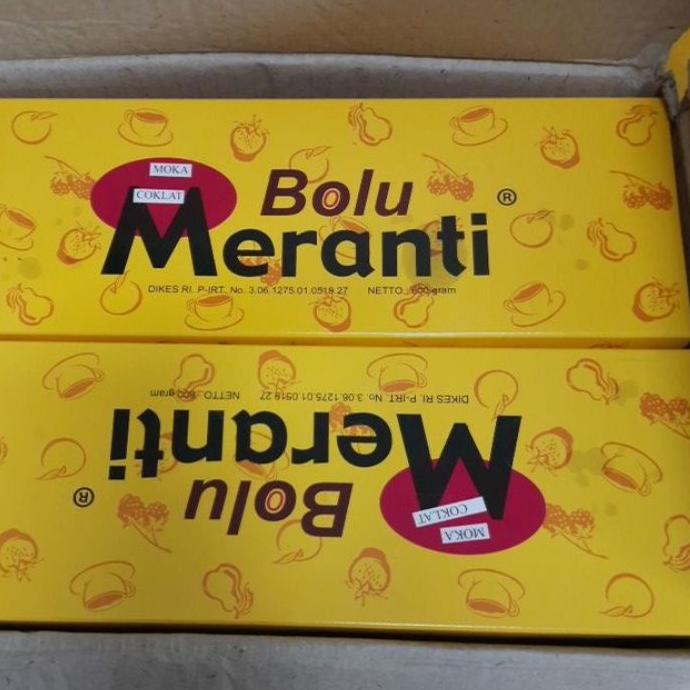 MOKA
COKLAT
Bolu
Meranti ®
DIKES RI. P-IRT. No. 3.06.1275.01.0519.27 NETTO.: 600 gram
MOKA
COKLAT
Bolu
Meranti ®
DIKES RI. P-IRT. No. 3.06.1275.01.0519.27 NETTO.: 600 gram